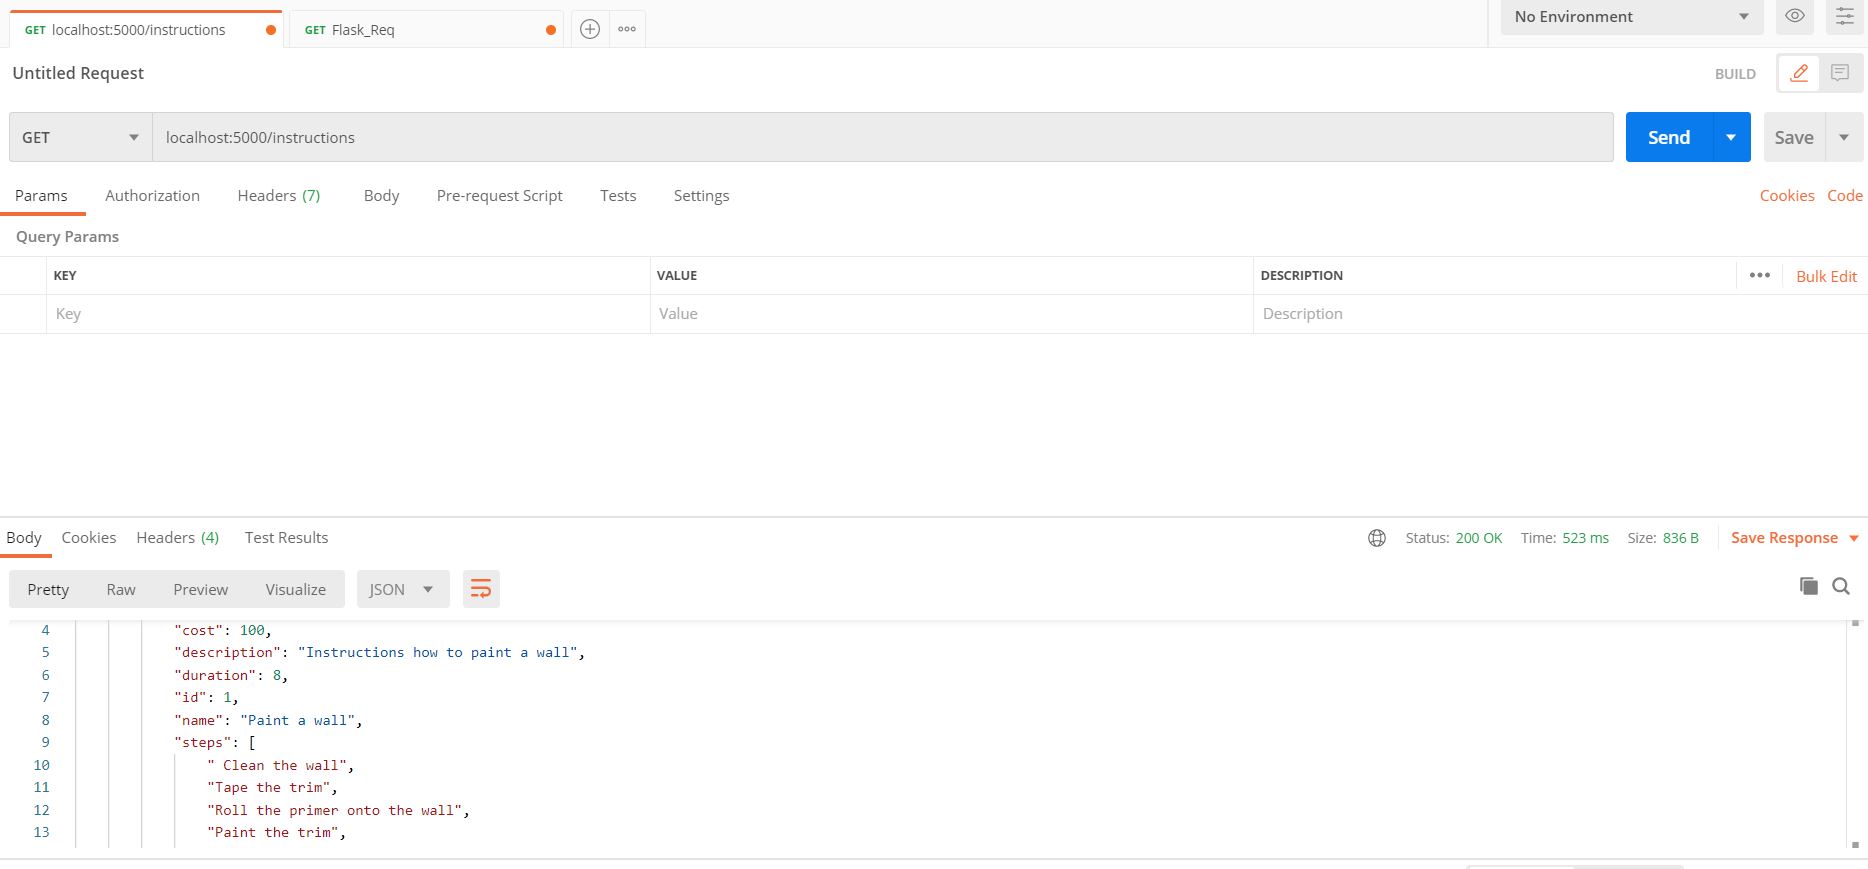 GET localhost:5000/instructions GET Flask_Req No Environment
Untitled Request BUILD
GET localhost:5000/instructions Send Save
Params Authorization Headers (7) Body Pre-request Script Tests Settings Cookies Code
Query Params
KEY VALUE DESCRIPTION Bulk Edit
Key Value Description
Body Cookies Headers (4) Test Results Status: 200 OK Time: 523 ms Size: 836 B Save Response
Pretty Raw Preview Visualize JSON
4 "cost": 100,
5 "description": "Instructions how to paint a wall",
6 "duration": 8,
7 "id": 1,
8 "name": "Paint a wall",
9 "steps": [
10 " Clean the wall",
11 "Tape the trim",
12 "Roll the primer onto the wall",
13 "Paint the trim",